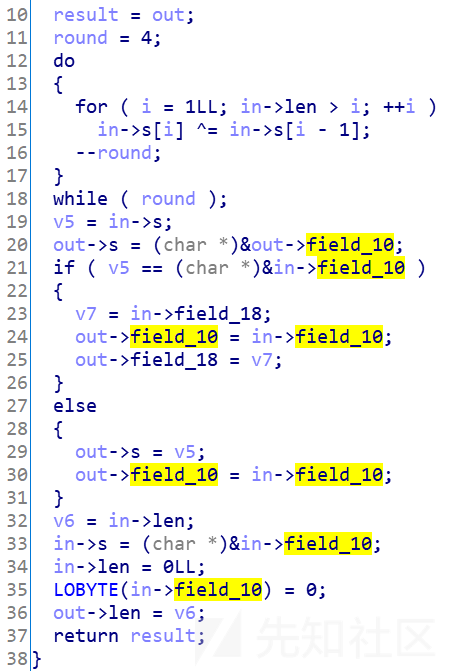 10 result = out;
11 round = 4;
12 do
13 {
14 for ( i = 1LL; in->len > i; ++i )
15 in->s[i] ^= in->s[i - 1];
16 --round;
17 }
18 while ( round );
19 v5 = in->s;
20 out->s = (char *)&out->field_10;
21 if ( v5 == (char *)&in->field_10 )
22 {
23 v7 = in->field_18;
24 out->field_10 = in->field_10;
25 out->field_18 = v7;
26 }
27 else
28 {
29 out->s = v5;
30 out->field_10 = in->field_10;
31 }
32 v6 = in->len;
33 in->s = (char *)&in->field_10;
34 in->len = 0LL;
35 LOBYTE(in->field_10) = 0;
36 out->len = v6;
37 return result;
38 }
先知社区